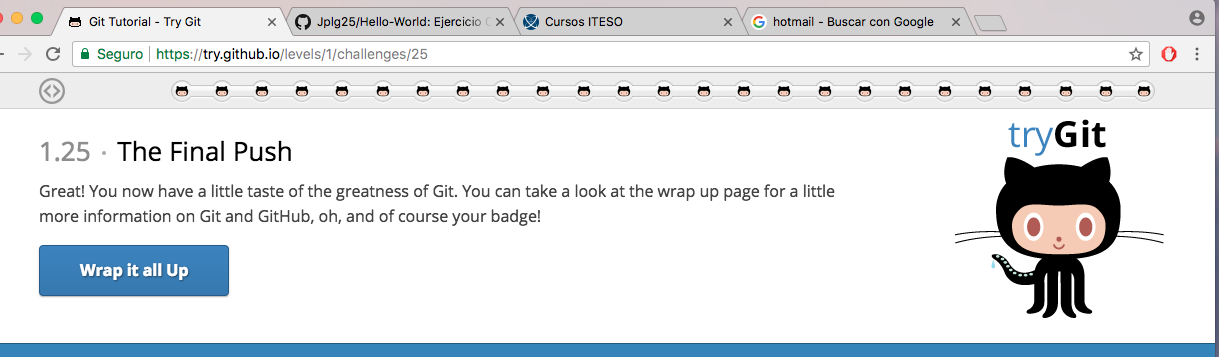 Git Tutorial - Try Git
Jplg25/Hello-World: Ejercicio
Cursos ITESO
hotmail - Buscar con Google
Seguro
https://try.github.io/levels/1/challenges/25
tryGit
1.25 · The Final Push
Great! You now have a little taste of the greatness of Git. You can take a look at the wrap up page for a little
more information on Git and GitHub, oh, and of course your badge!
Wrap it all Up